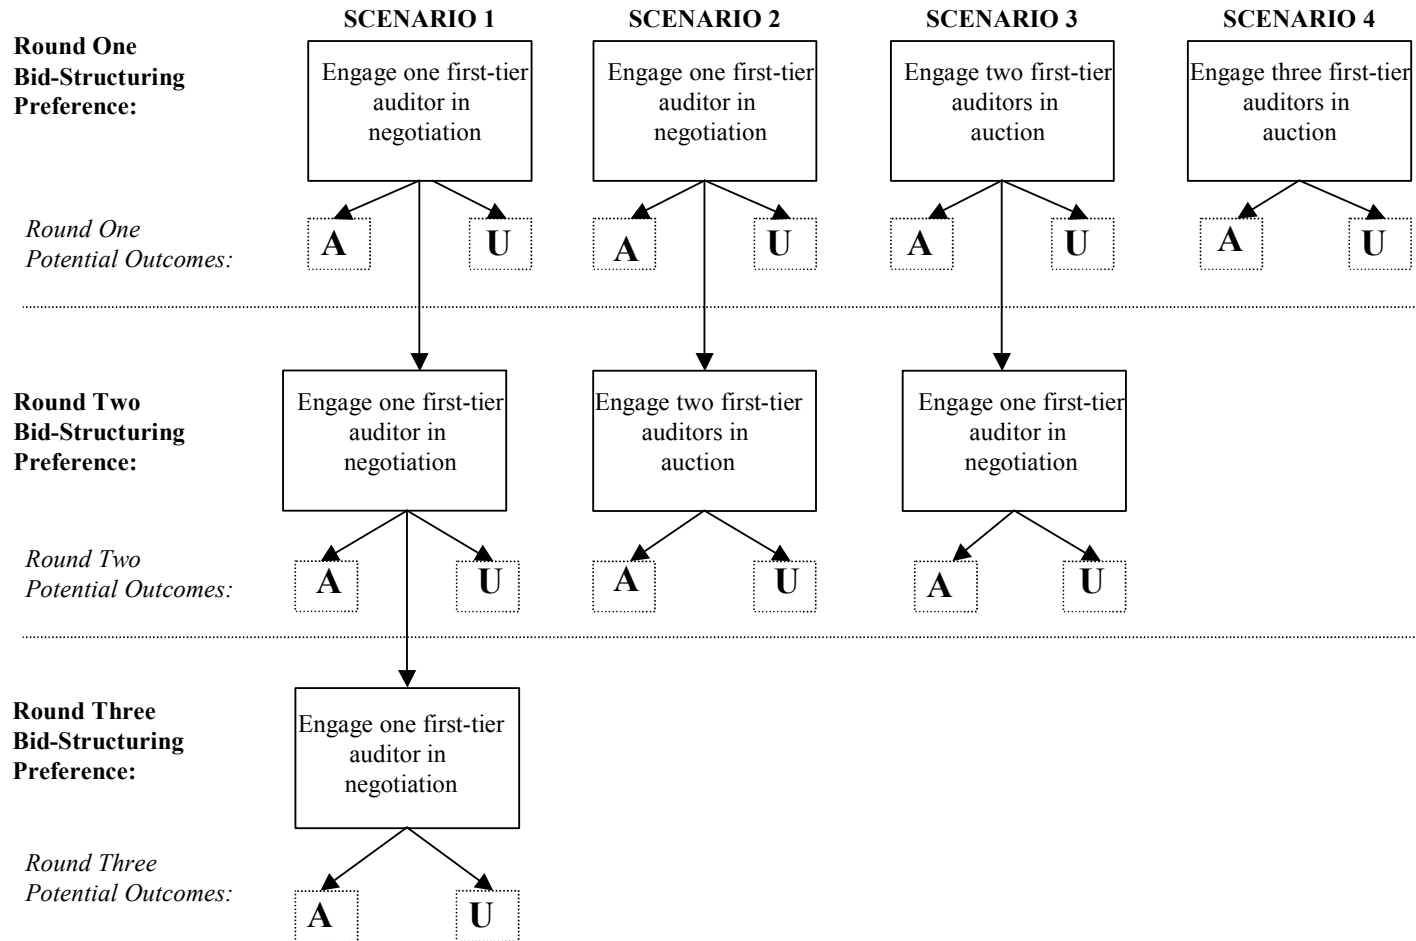 SCENARIO 1
SCENARIO 2
SCENARIO 3
SCENARIO 4
Round One
Bid-Structuring
Preference:
Engage one first-tier
auditor in
negotiation
Engage one first-tier
auditor in
negotiation
Engage two first-tier
auditors in
auction
Engage three first-tier
auditors in
auction
Round One
Potential Outcomes:
A
U
A
U
A
U
A
U
Round Two
Bid-Structuring
Preference:
Engage one first-tier
auditor in
negotiation
Engage two first-tier
auditors in
auction
Engage one first-tier
auditor in
negotiation
Round Two
Potential Outcomes:
A
U
A
U
A
U
Round Three
Bid-Structuring
Preference:
Engage one first-tier
auditor in
negotiation
Round Three
Potential Outcomes:
A
U